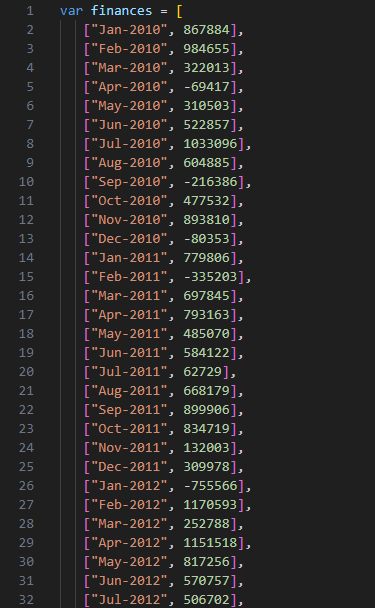 1 var finances = [
2 ["Jan-2010", 867884],
3 ["Feb-2010", 984655],
4 ["Mar-2010", 322013],
5 ["Apr-2010", -69417],
6 ["May-2010", 310503],
7 ["Jun-2010", 522857],
8 ["Jul-2010", 1033096],
9 ["Aug-2010", 604885],
10 ["Sep-2010", -216386],
11 ["Oct-2010", 477532],
12 ["Nov-2010", 893810],
13 ["Dec-2010", -80353],
14 ["Jan-2011", 779806],
15 ["Feb-2011", -335203],
16 ["Mar-2011", 697845],
17 ["Apr-2011", 793163],
18 ["May-2011", 485070],
19 ["Jun-2011", 584122],
20 ["Jul-2011", 62729],
21 ["Aug-2011", 668179],
22 ["Sep-2011", 899906],
23 ["Oct-2011", 834719],
24 ["Nov-2011", 132003],
25 ["Dec-2011", 309978],
26 ["Jan-2012", -755566],
27 ["Feb-2012", 1170593],
28 ["Mar-2012", 252788],
29 ["Apr-2012", 1151518],
30 ["May-2012", 817256],
31 ["Jun-2012", 570757],
32 ["Jul-2012", 506702],